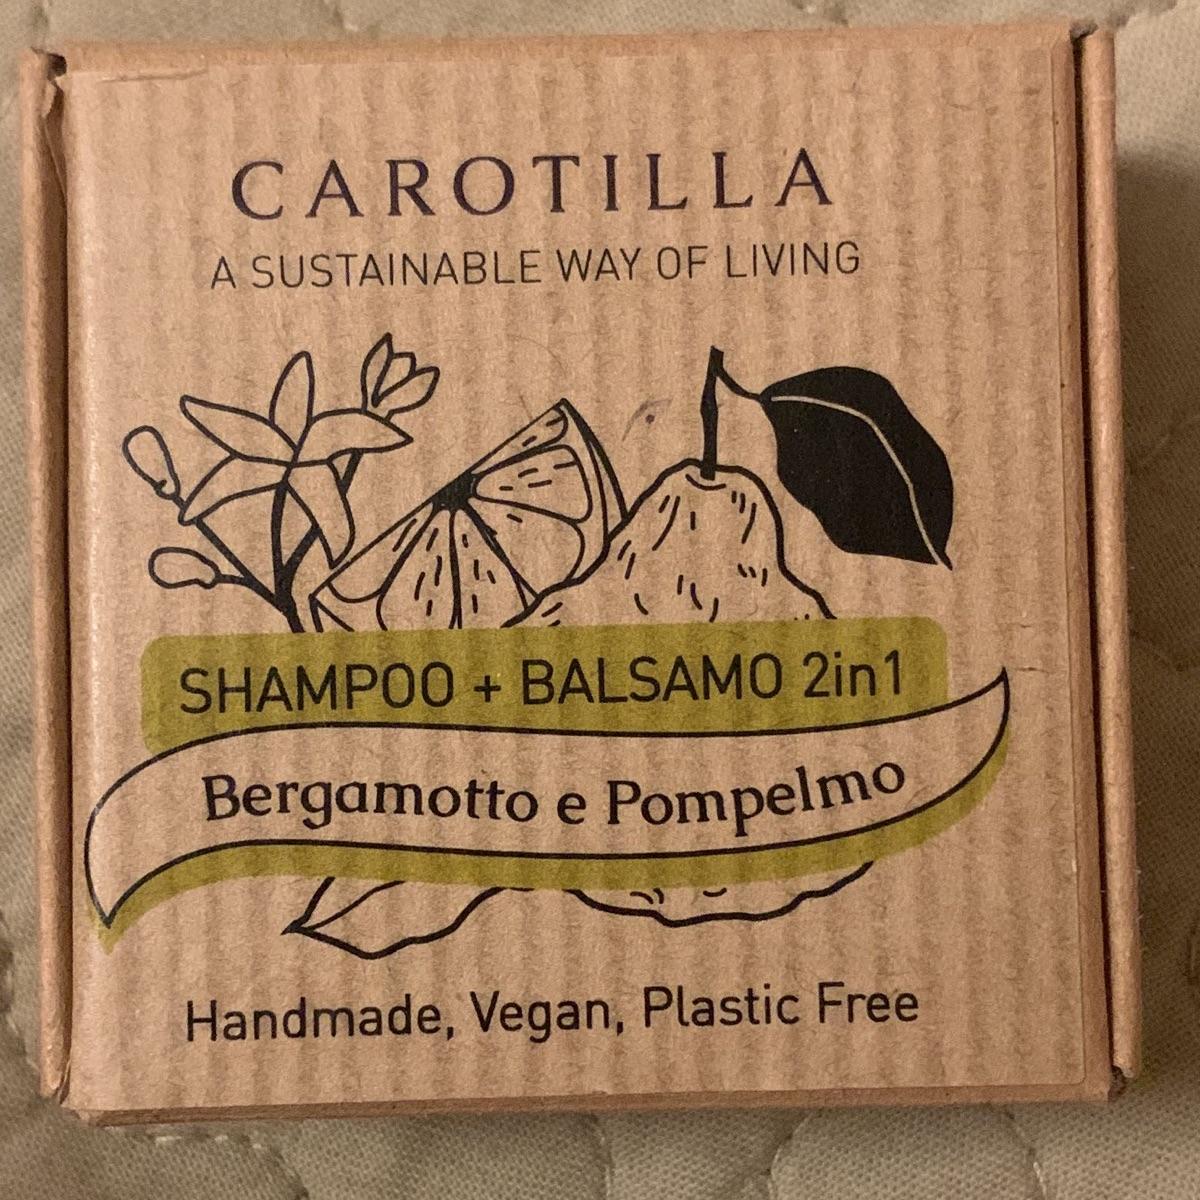 CAROTILLA
A SUSTAINABLE WAY OF LIVING
SHAMPOO + BALSAMO 2in1
Bergamotto e Pompelmo
Handmade, Vegan, Plastic Free